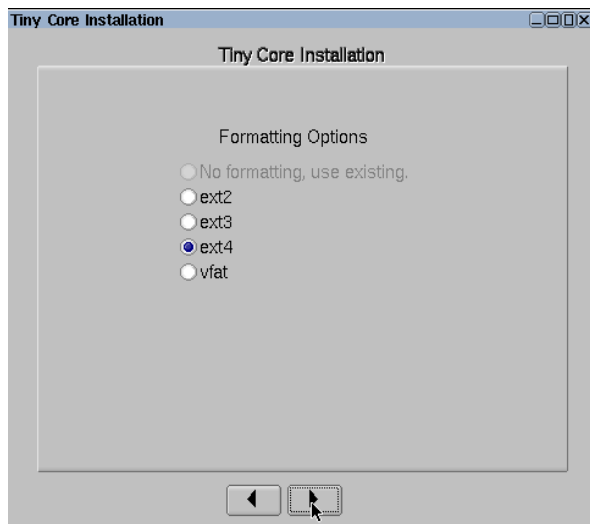 Tiny Core Installation
Tiny Core Installation
Formatting Options
No formatting, use existing.
ext2
ext3
ext4
vfat